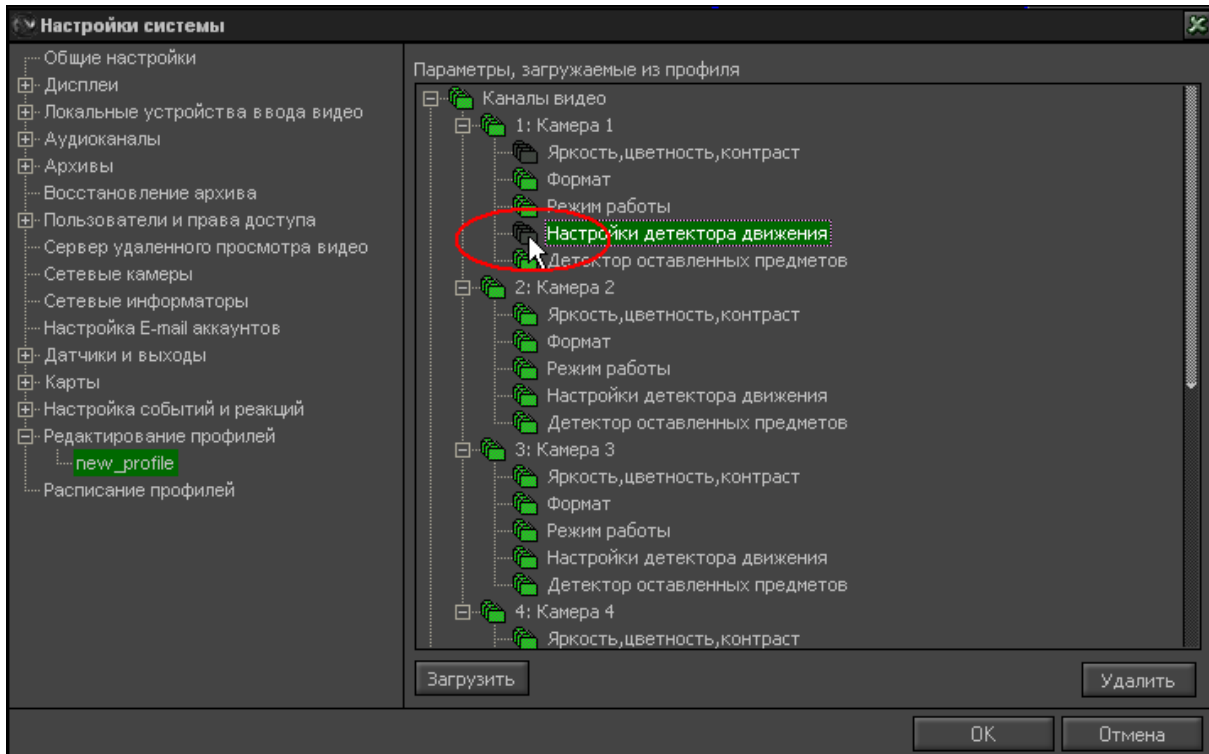 Настройки системы
Общие настройки
Дисплеи
Локальные устройства ввода видео
Аудиоканалы
Архивы
Восстановление архива
Пользователи и права доступа
Сервер удаленного просмотра видео
Сетевые камеры
Сетевые информаторы
Настройка E-mail аккаунтов
Датчики и выходы
Карты
Настройка событий и реакций
Редактирование профилей
new_profile
Расписание профилей
Параметры, загружаемые из профиля
Каналы видео
1: Камера 1
Яркость,цветность,контраст
Формат
Режим работы
Настройки детектора движения
Детектор оставленных предметов
2: Камера 2
Яркость,цветность,контраст
Формат
Режим работы
Настройки детектора движения
Детектор оставленных предметов
3: Камера 3
Яркость,цветность,контраст
Формат
Режим работы
Настройки детектора движения
Детектор оставленных предметов
4: Камера 4
Яркость,цветность,контраст
Загрузить
Удалить
OK
Отмена